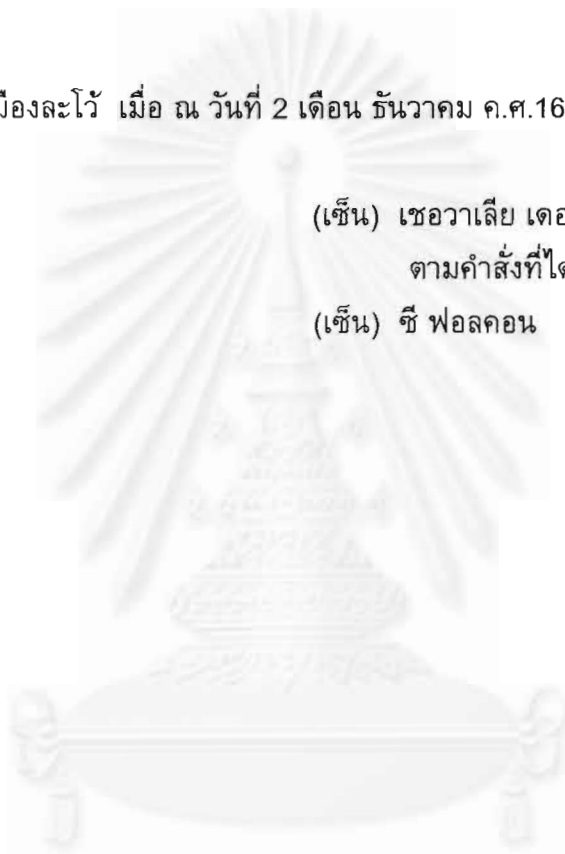 มืองละโว้ เมื่อ ณ วันที่ 2 เดือน ธันวาคม ค.ศ.16
(เซ็น) เชอวาเลีย เดอ
ตามคำสั่งที่ได
(เซ็น) ซี ฟอลคอน